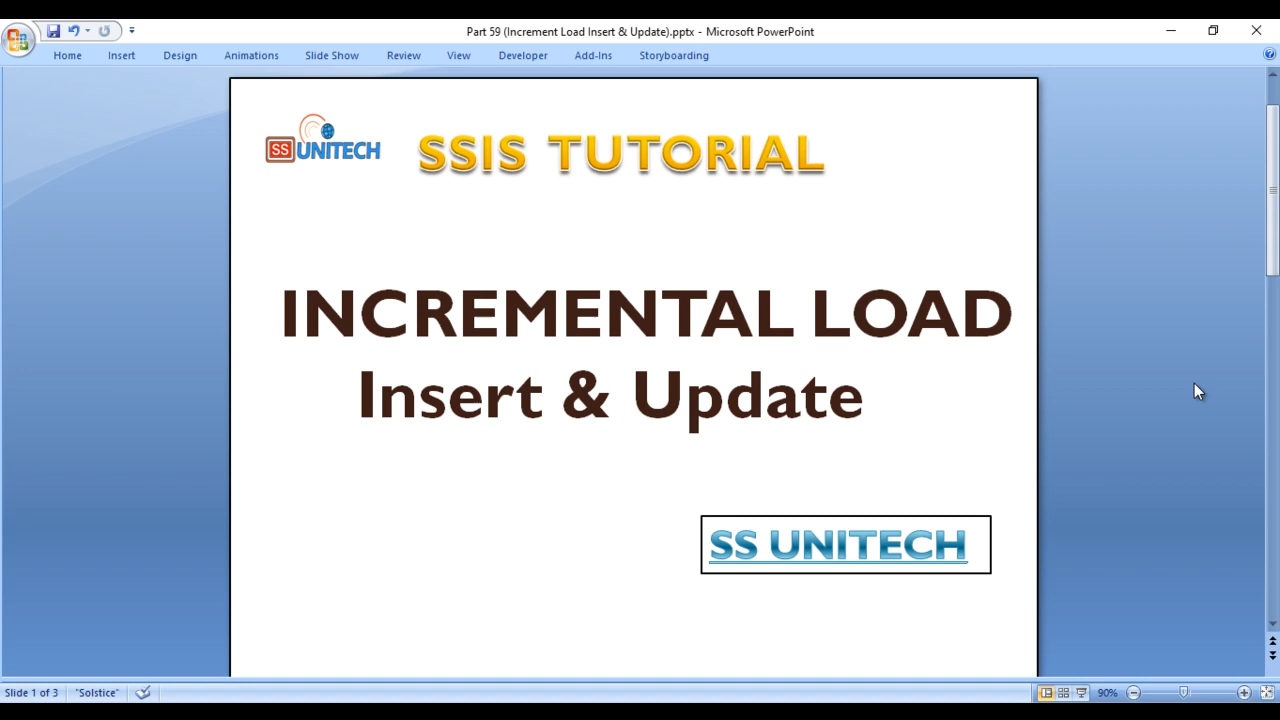 Part 59 (Increment Load Insert & Update).pptx - Microsoft PowerPoint
Home Insert Design Animations Slide Show Review View Developer Add-Ins Storyboarding
SS UNITECH
SSIS TUTORIAL
INCREMENTAL LOAD
Insert & Update
SS UNITECH
Slide 1 of 3 "Solstice" 90%